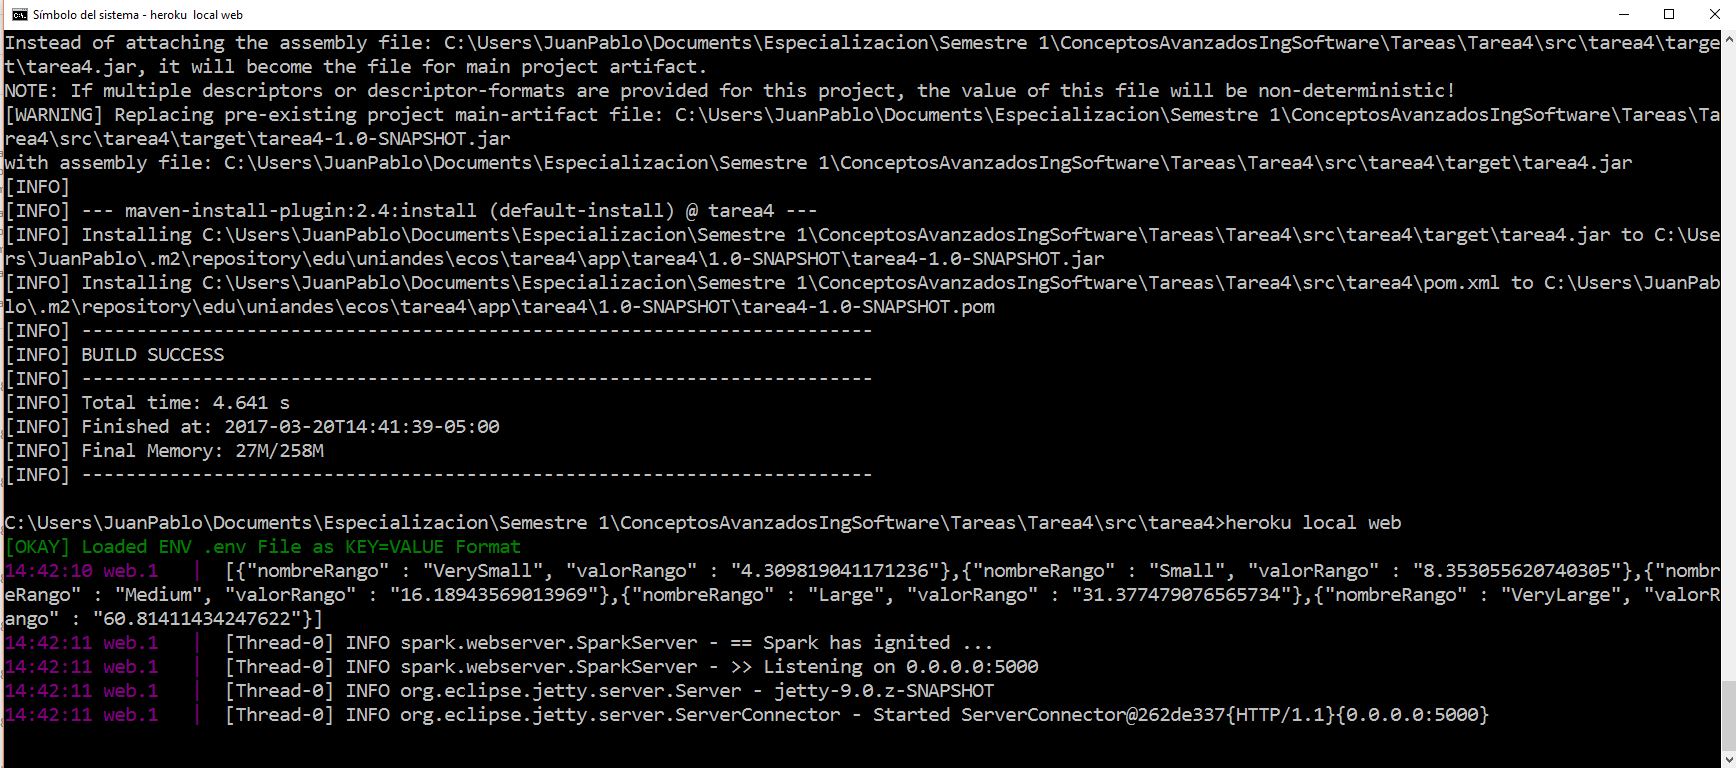 Símbolo del sistema - heroku  local web
Instead of attaching the assembly file: C:\Users\JuanPablo\Documents\Especializacion\Semestre 1\ConceptosAvanzadosIngSoftware\Tareas\Tarea4\src\tarea4\targe
t\tarea4.jar, it will become the file for main project artifact.
NOTE: If multiple descriptors or descriptor-formats are provided for this project, the value of this file will be non-deterministic!
[WARNING] Replacing pre-existing project main-artifact file: C:\Users\JuanPablo\Documents\Especializacion\Semestre 1\ConceptosAvanzadosIngSoftware\Tareas\Ta
rea4\src\tarea4\target\tarea4-1.0-SNAPSHOT.jar
with assembly file: C:\Users\JuanPablo\Documents\Especializacion\Semestre 1\ConceptosAvanzadosIngSoftware\Tareas\Tarea4\src\tarea4\target\tarea4.jar
[INFO]
[INFO] --- maven-install-plugin:2.4:install (default-install) @ tarea4 ---
[INFO] Installing C:\Users\JuanPablo\Documents\Especializacion\Semestre 1\ConceptosAvanzadosIngSoftware\Tareas\Tarea4\src\tarea4\target\tarea4.jar to C:\Use
rs\JuanPablo\.m2\repository\edu\uniandes\ecos\tarea4\app\tarea4\1.0-SNAPSHOT\tarea4-1.0-SNAPSHOT.jar
[INFO] Installing C:\Users\JuanPablo\Documents\Especializacion\Semestre 1\ConceptosAvanzadosIngSoftware\Tareas\Tarea4\src\tarea4\pom.xml to C:\Users\JuanPab
lo\.m2\repository\edu\uniandes\ecos\tarea4\app\tarea4\1.0-SNAPSHOT\tarea4-1.0-SNAPSHOT.pom
[INFO] ------------------------------------------------------------------------
[INFO] BUILD SUCCESS
[INFO] ------------------------------------------------------------------------
[INFO] Total time: 4.641 s
[INFO] Finished at: 2017-03-20T14:41:39-05:00
[INFO] Final Memory: 27M/258M
[INFO] ------------------------------------------------------------------------
C:\Users\JuanPablo\Documents\Especializacion\Semestre 1\ConceptosAvanzadosIngSoftware\Tareas\Tarea4\src\tarea4>heroku local web
[OKAY] Loaded ENV .env File as KEY=VALUE Format
14:42:10 web.1   |  [{"nombreRango" : "VerySmall", "valorRango" : "4.309819041171236"},{"nombreRango" : "Small", "valorRango" : "8.353055620740305"},{"nombr
eRango" : "Medium", "valorRango" : "16.18943569013969"},{"nombreRango" : "Large", "valorRango" : "31.377479076565734"},{"nombreRango" : "VeryLarge", "valorR
ango" : "60.81411434247622"}]
14:42:11 web.1   |  [Thread-0] INFO spark.webserver.SparkServer - == Spark has ignited ...
14:42:11 web.1   |  [Thread-0] INFO spark.webserver.SparkServer - >> Listening on 0.0.0.0:5000
14:42:11 web.1   |  [Thread-0] INFO org.eclipse.jetty.server.Server - jetty-9.0.z-SNAPSHOT
14:42:11 web.1   |  [Thread-0] INFO org.eclipse.jetty.server.ServerConnector - Started ServerConnector@262de337{HTTP/1.1}{0.0.0.0:5000}